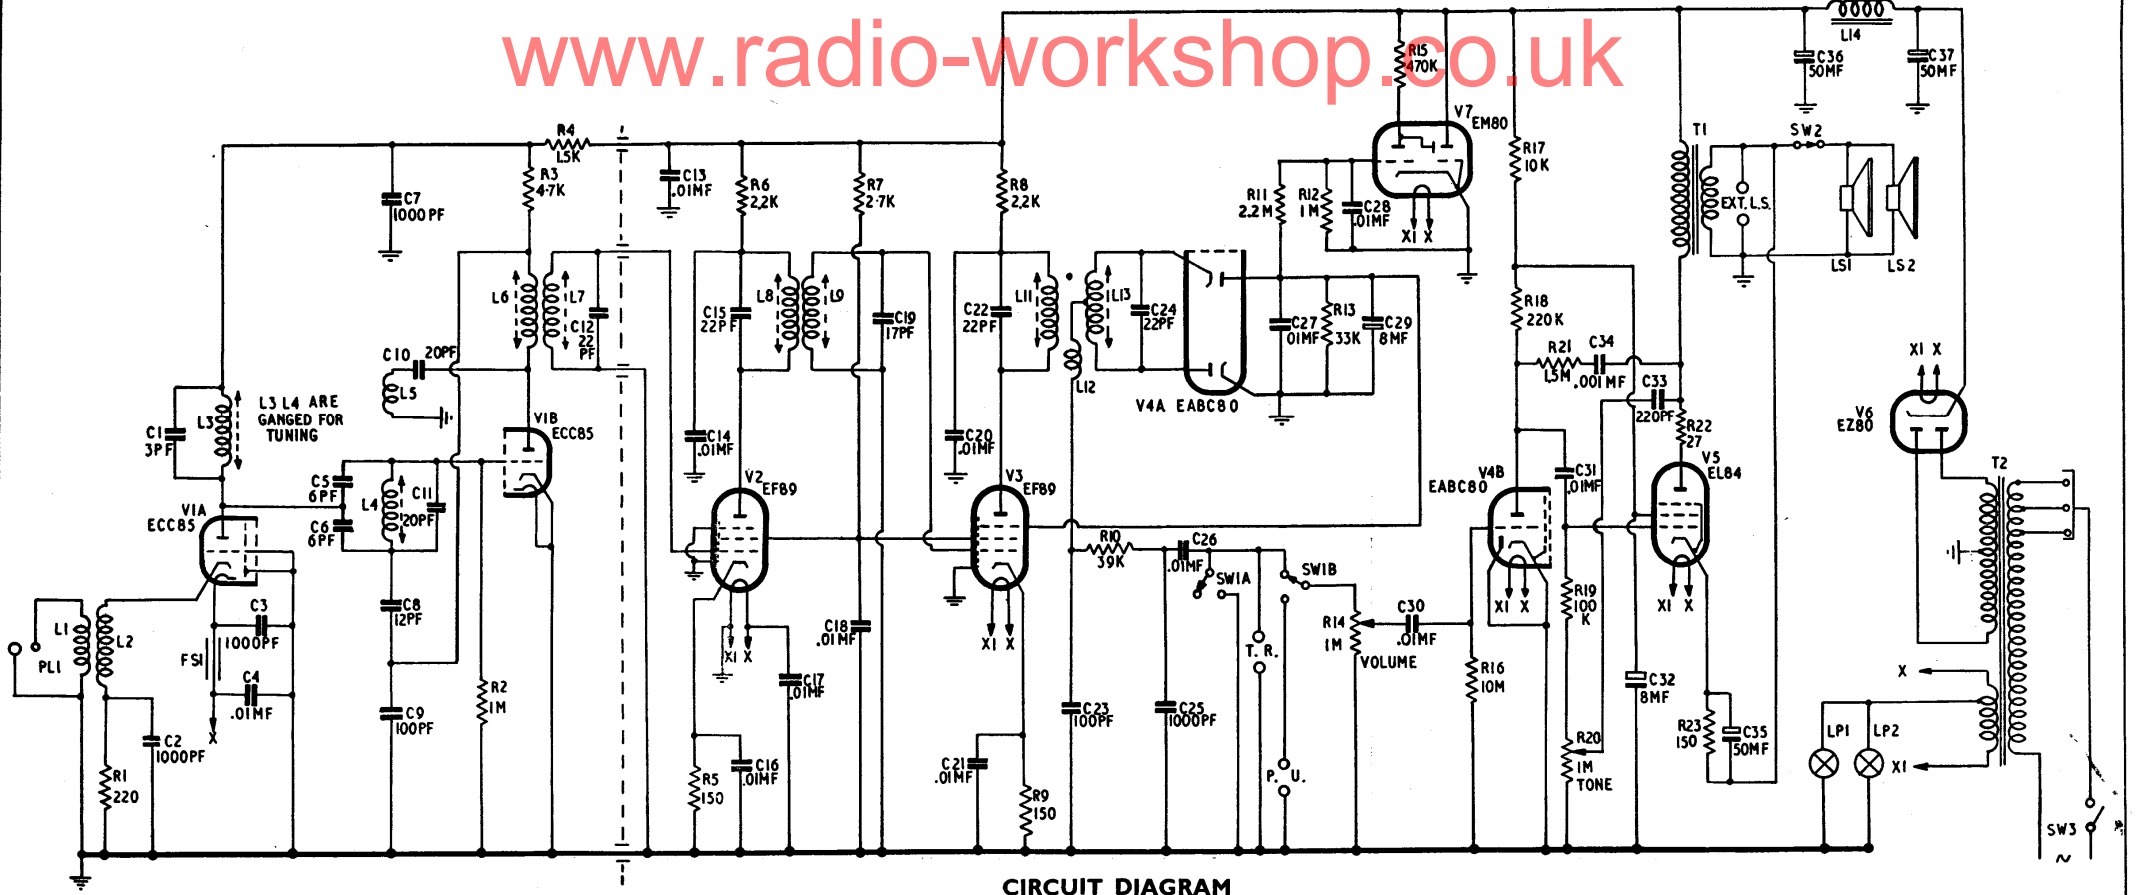 www.radio-workshop.co.uk
L14
C36
50MF
C37
50MF
R15
470K
V7
EM80
R4
1.5K
R3
4.7K
C7
1000PF
C13
.01MF
R6
2.2K
R7
2.7K
R8
2.2K
R11
2.2M
R12
1M
C28
.01MF
X1 X
R17
10K
T1
SW2
EXT. L.S.
LS1
LS2
L6
L7
C12
22
PF
C15
22PF
L8
L9
C19
17PF
C22
22PF
L11
L13
C24
22PF
L12
V4A EABC80
C27
.01MF
R13
33K
C29
8MF
R18
220K
R21
1.5M
C34
.001MF
C33
220PF
R22
27
X1 X
V6
EZ80
C10
20PF
L5
L3
C1
3PF
L3 L4 ARE
GANGED FOR
TUNING
V1B
ECC85
C14
.01MF
C20
.01MF
V2
EF89
V3
EF89
V4B
EABC80
C31
.01MF
V5
EL84
T2
C5
6PF
C6
6PF
L4
C11
20PF
V1A
ECC85
R10
39K
C26
.01MF
SW1A
SW1B
T. R.
P. U.
R14
1M
VOLUME
C30
.01MF
X1 X
R19
100
K
X1 X
L1
PL1
L2
C3
1000PF
FS1
C4
.01MF
X
C8
12PF
C9
100PF
R2
1M
C2
1000PF
R1
220
X1 X
C17
.01MF
C18
.01MF
X1 X
C16
.01MF
R5
150
C21
.01MF
R9
150
C23
100PF
C25
1000PF
R16
10M
R20
1M
TONE
C32
8MF
R23
150
C35
50MF
X
LP1
LP2
X1
SW3
~
CIRCUIT DIAGRAM